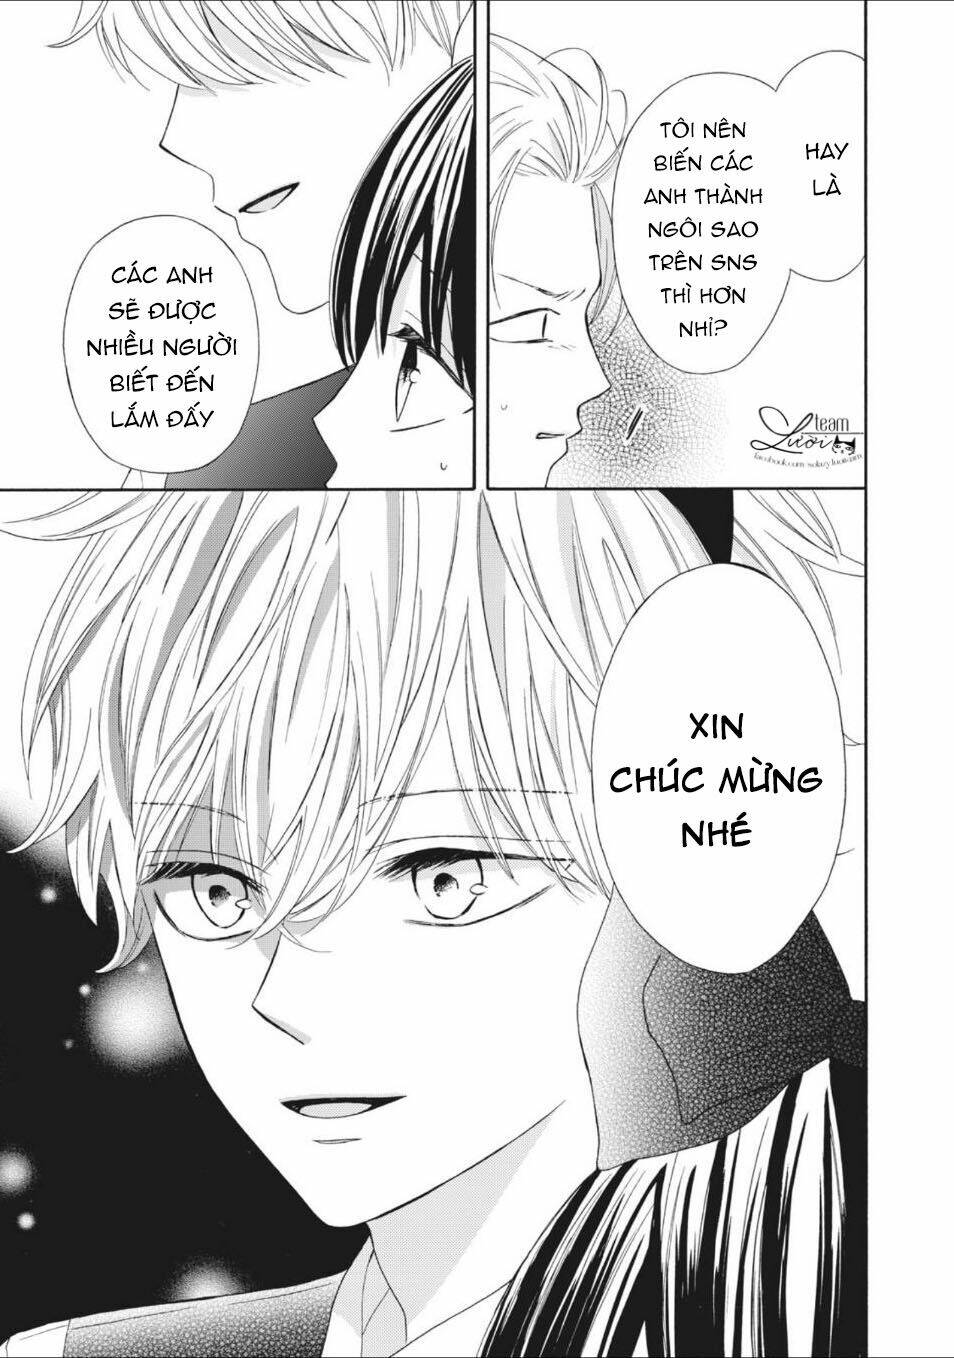 HAY
LÀ
TÔI NÊN
BIẾN CÁC
ANH THÀNH
NGÔI SAO
TRÊN SNS
THÌ HƠN
NHỈ?
CÁC ANH
SẼ ĐƯỢC
NHIỀU NGƯỜI
BIẾT ĐẾN
LẮM ĐẤY
team
Lười
XIN
CHÚC MỪNG
NHÉ